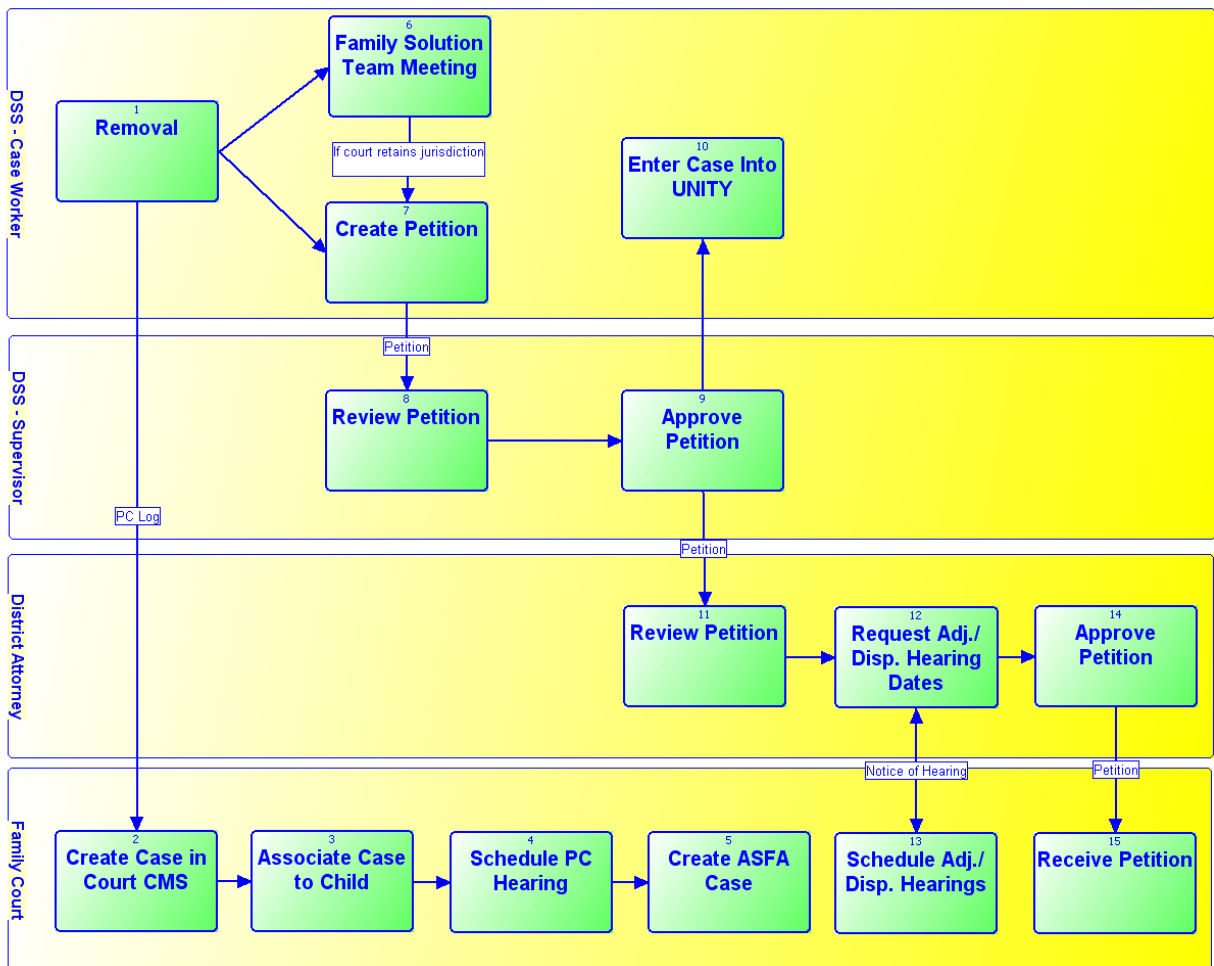 DSS - Case Worker
1
Removal
6
Family Solution
Team Meeting
If court retains jurisdiction
7
Create Petition
10
Enter Case Into
UNITY
DSS - Supervisor
Petition
8
Review Petition
9
Approve
Petition
PC Log
District Attorney
Petition
11
Review Petition
12
Request Adj./
Disp. Hearing
Dates
14
Approve
Petition
Family Court
Notice of Hearing
Petition
2
Create Case in
Court CMS
3
Associate Case
to Child
4
Schedule PC
Hearing
5
Create ASFA
Case
13
Schedule Adj./
Disp. Hearings
15
Receive Petition